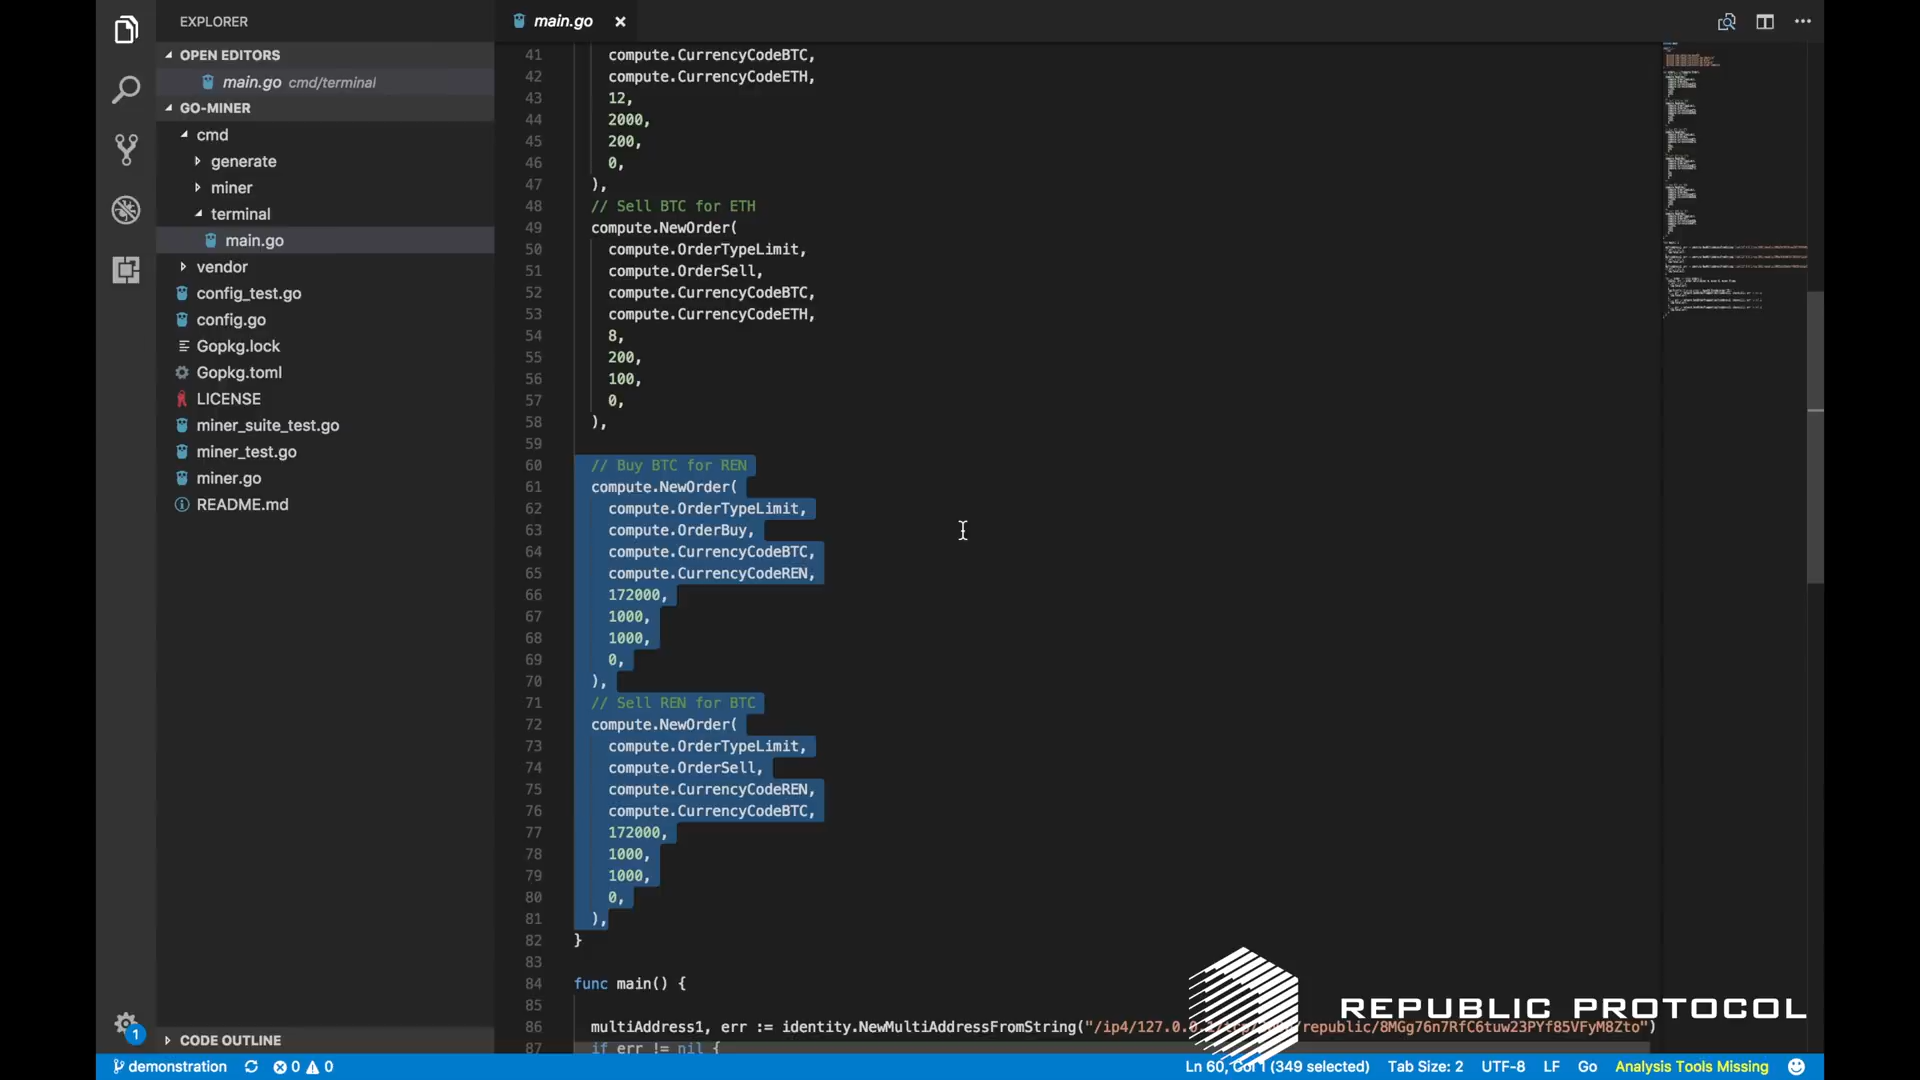 EXPLORER
OPEN EDITORS
main.go cmd/terminal
GO-MINER
cmd
generate
miner
terminal
main.go
vendor
config_test.go
config.go
Gopkg.lock
Gopkg.toml
LICENSE
miner_suite_test.go
miner_test.go
miner.go
README.md
CODE OUTLINE
1
main.go
41 compute.CurrencyCodeBTC,
42 compute.CurrencyCodeETH,
43 12,
44 2000,
45 200,
46 0,
47 ),
48 // Sell BTC for ETH
49 compute.NewOrder(
50 compute.OrderTypeLimit,
51 compute.OrderSell,
52 compute.CurrencyCodeBTC,
53 compute.CurrencyCodeETH,
54 8,
55 200,
56 100,
57 0,
58 ),
59
60 // Buy BTC for REN
61 compute.NewOrder(
62 compute.OrderTypeLimit,
63 compute.OrderBuy,
64 compute.CurrencyCodeBTC,
65 compute.CurrencyCodeREN,
66 172000,
67 1000,
68 1000,
69 0,
70 ),
71 // Sell REN for BTC
72 compute.NewOrder(
73 compute.OrderTypeLimit,
74 compute.OrderSell,
75 compute.CurrencyCodeREN,
76 compute.CurrencyCodeBTC,
77 172000,
78 1000,
79 1000,
80 0,
81 ),
82 }
83
84 func main() {
85
86 multiAddress1, err := identity.NewMultiAddressFromString("/ip4/127.0.0. /republic/8MGg76n7RfC6tuw23PYf85VFyM8Zto")
87 if err != nil {
REPUBLIC PROTOCOL
demonstration 0 0
Ln 60, Col 1 (349 selected) Tab Size: 2 UTF-8 LF Go Analysis Tools Missing